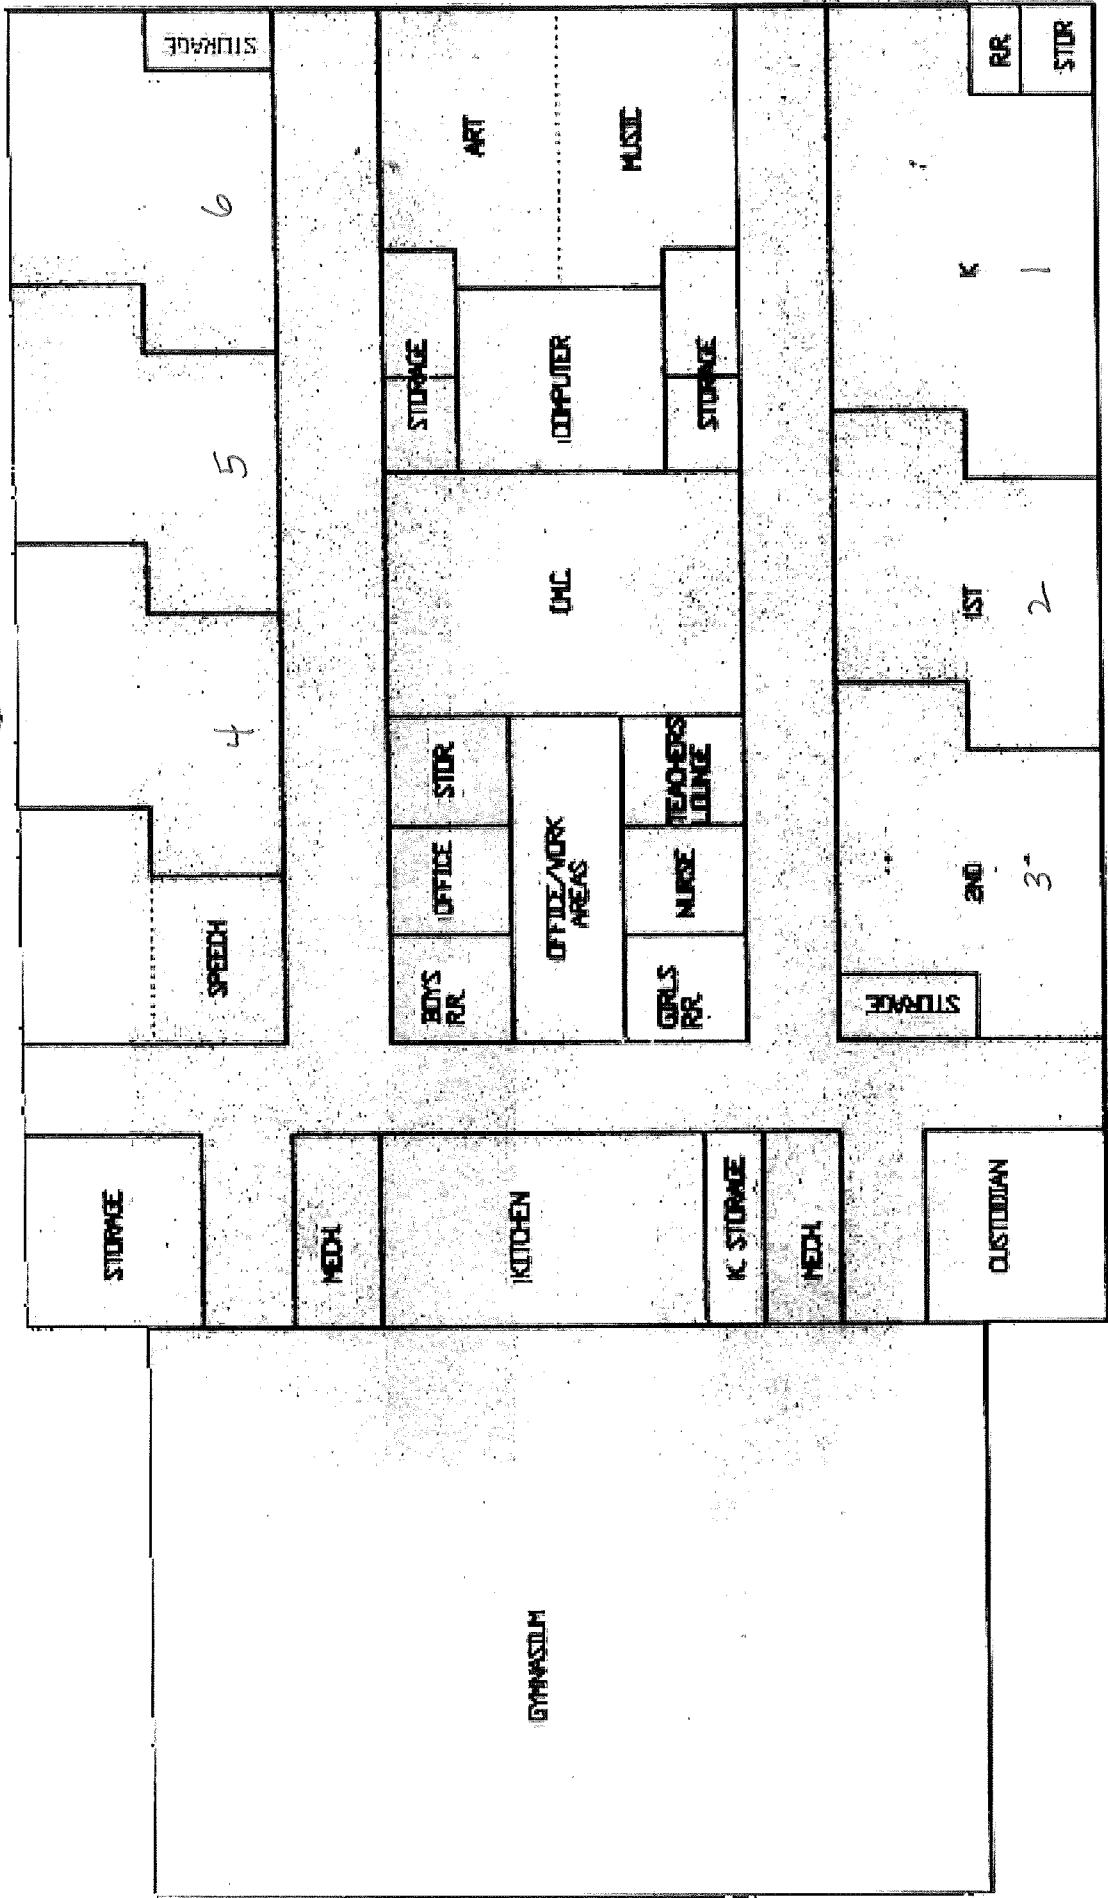 STORAGE
6
5
4
SPEECH
ART
MUSIC
STORAGE
COMPUTER
STORAGE
IMC
STOR.
OFFICE
BOYS
R.R.
OFFICE/WORK
AREAS
TEACHERS
LOUNGE
NURSE
GIRLS
R.R.
R.R.
STOR
K
1
1ST
2
2ND
3
STORAGE
STORAGE
MECH.
KITCHEN
K. STORAGE
MECH.
CUSTODIAN
GYMNASIUM